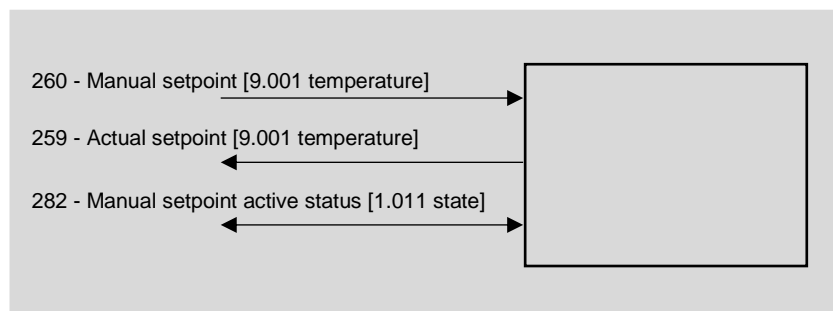 260 - Manual setpoint [9.001 temperature]
259 - Actual setpoint [9.001 temperature]
282 - Manual setpoint active status [1.011 state]